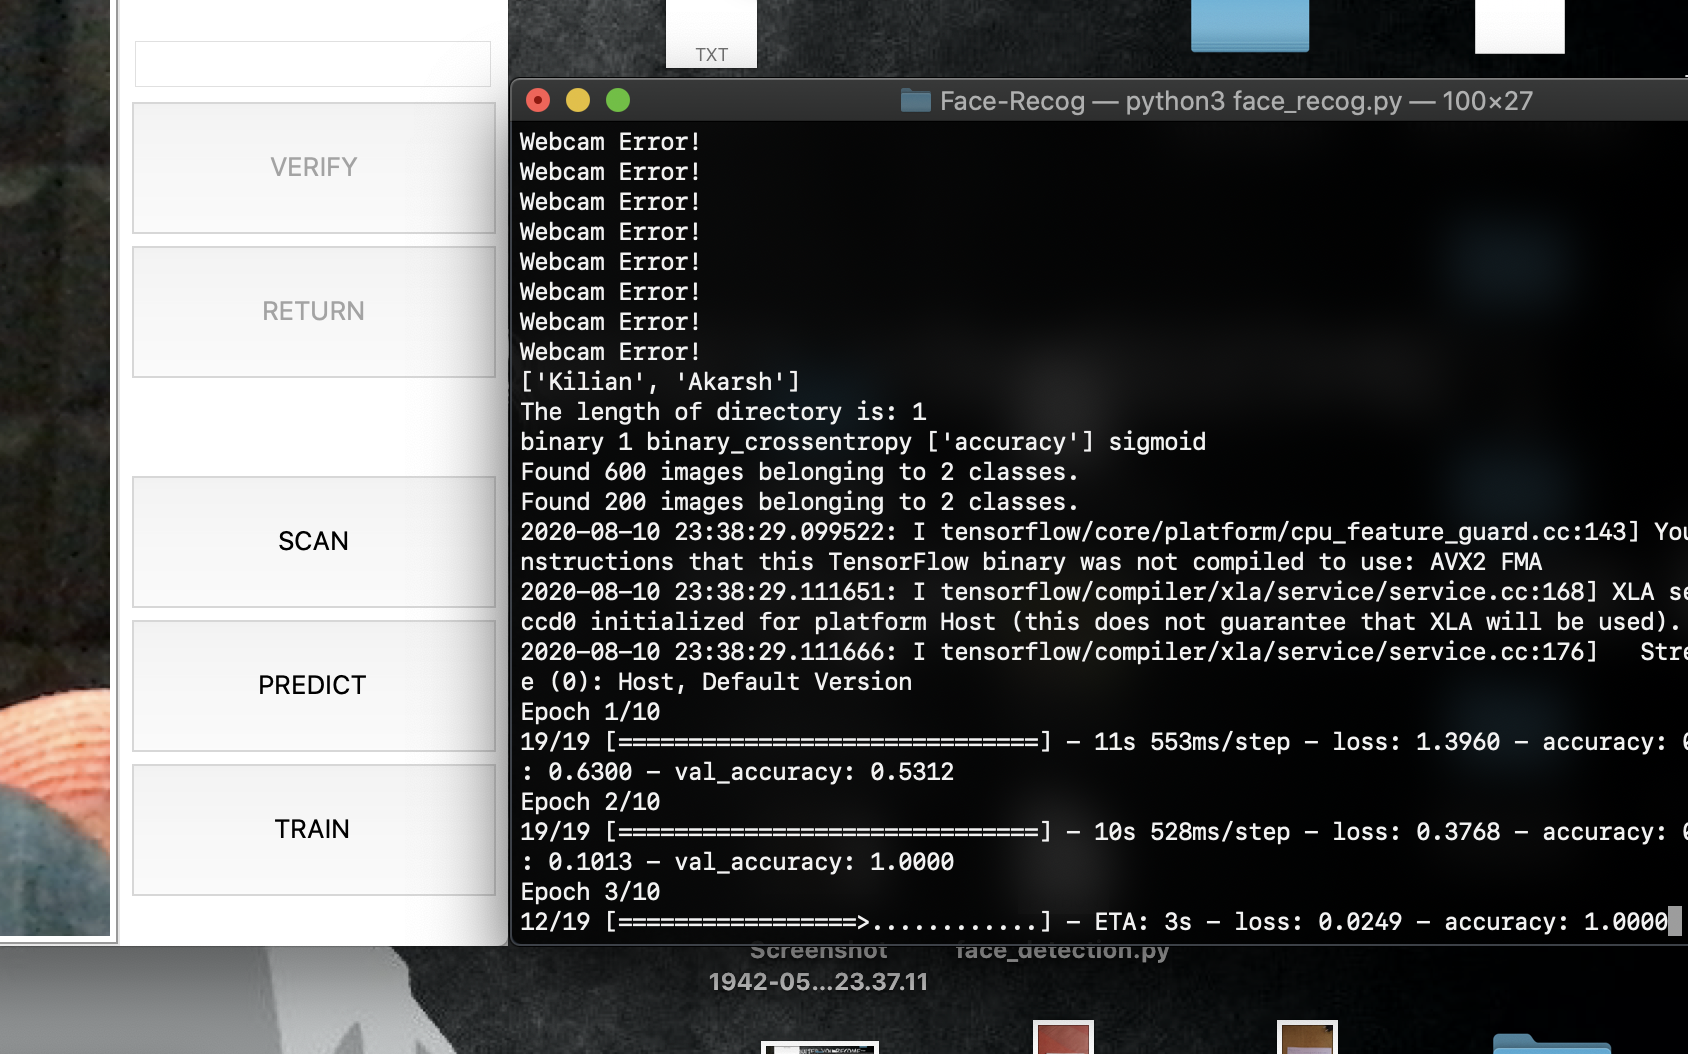 TXT
VERIFY
RETURN
SCAN
PREDICT
TRAIN
Face-Recog — python3 face_recog.py — 100×27
Webcam Error!
Webcam Error!
Webcam Error!
Webcam Error!
Webcam Error!
Webcam Error!
Webcam Error!
Webcam Error!
['Kilian', 'Akarsh']
The length of directory is: 1
binary 1 binary_crossentropy ['accuracy'] sigmoid
Found 600 images belonging to 2 classes.
Found 200 images belonging to 2 classes.
2020-08-10 23:38:29.099522: I tensorflow/core/platform/cpu_feature_guard.cc:143] You
nstructions that this TensorFlow binary was not compiled to use: AVX2 FMA
2020-08-10 23:38:29.111651: I tensorflow/compiler/xla/service/service.cc:168] XLA se
ccd0 initialized for platform Host (this does not guarantee that XLA will be used).
2020-08-10 23:38:29.111666: I tensorflow/compiler/xla/service/service.cc:176]   Stre
e (0): Host, Default Version
Epoch 1/10
19/19 [==============================] - 11s 553ms/step - loss: 1.3960 - accuracy: 0
: 0.6300 - val_accuracy: 0.5312
Epoch 2/10
19/19 [==============================] - 10s 528ms/step - loss: 0.3768 - accuracy: 0
: 0.1013 - val_accuracy: 1.0000
Epoch 3/10
12/19 [=================>............] - ETA: 3s - loss: 0.0249 - accuracy: 1.0000
Screenshot
1942-05...23.37.11
face_detection.py